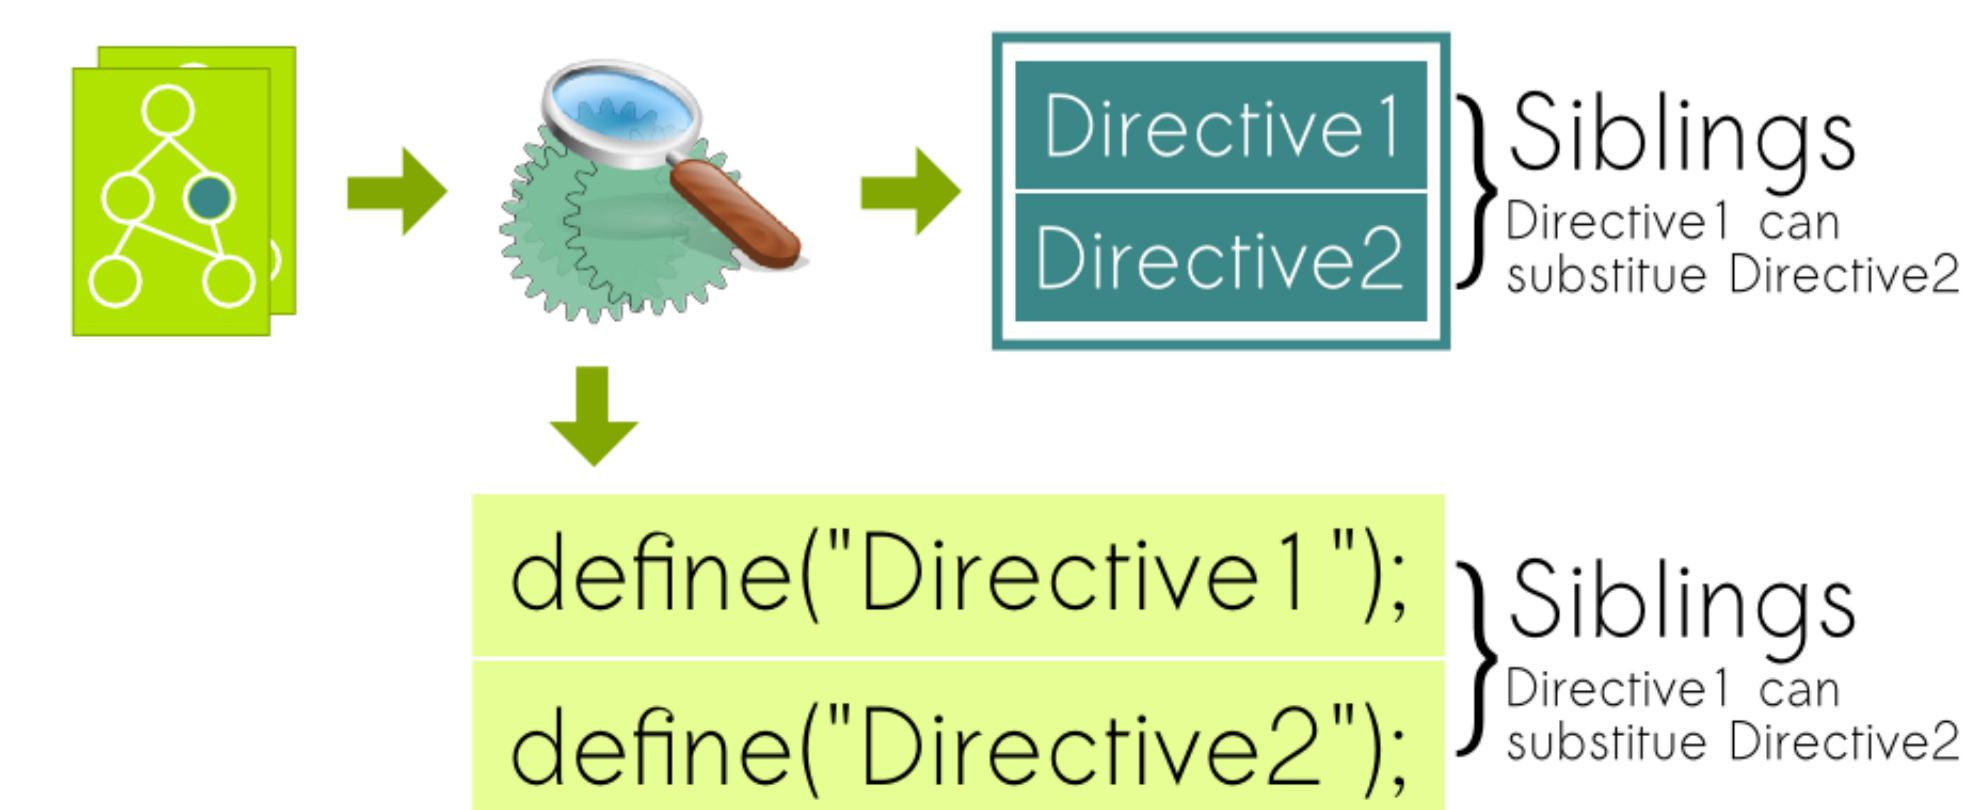 Directive1
Directive2
Siblings
Directive1 can
substitue Directive2
define("Directive1");
define("Directive2");
Siblings
Directive1 can
substitue Directive2